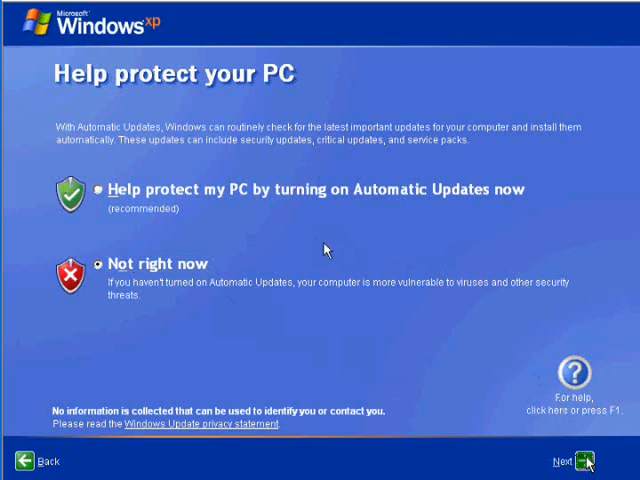 Microsoft
Windows xp
Help protect your PC
With Automatic Updates, Windows can routinely check for the latest important updates for your computer and install them
automatically. These updates can include security updates, critical updates, and service packs.
Help protect my PC by turning on Automatic Updates now
(recommended)
Not right now
If you haven't turned on Automatic Updates, your computer is more vulnerable to viruses and other security
threats.
For help,
click here or press F1.
No information is collected that can be used to identify you or contact you.
Please read the Windows Update privacy statement.
Back
Next